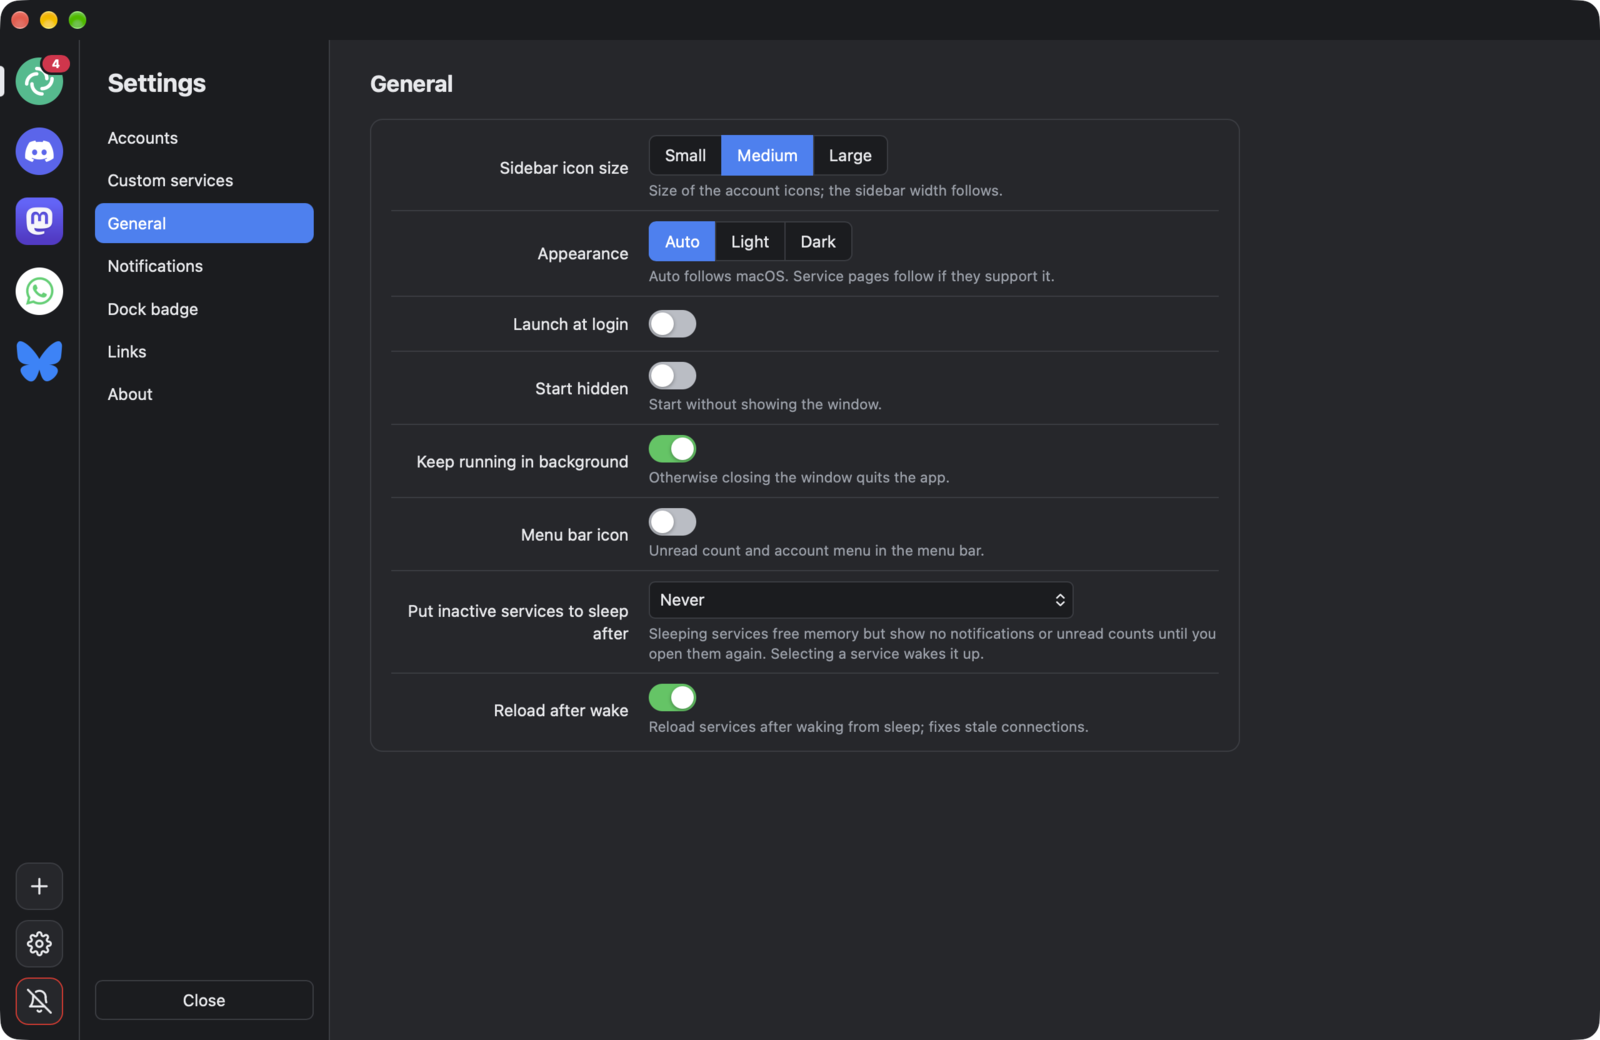 4
Settings
Accounts
Custom services
General
Notifications
Dock badge
Links
About
Close
General
Sidebar icon size
Small Medium Large
Size of the account icons; the sidebar width follows.
Appearance
Auto Light Dark
Auto follows macOS. Service pages follow if they support it.
Launch at login
Start hidden
Start without showing the window.
Keep running in background
Otherwise closing the window quits the app.
Menu bar icon
Unread count and account menu in the menu bar.
Put inactive services to sleep
after
Never
Sleeping services free memory but show no notifications or unread counts until you
open them again. Selecting a service wakes it up.
Reload after wake
Reload services after waking from sleep; fixes stale connections.